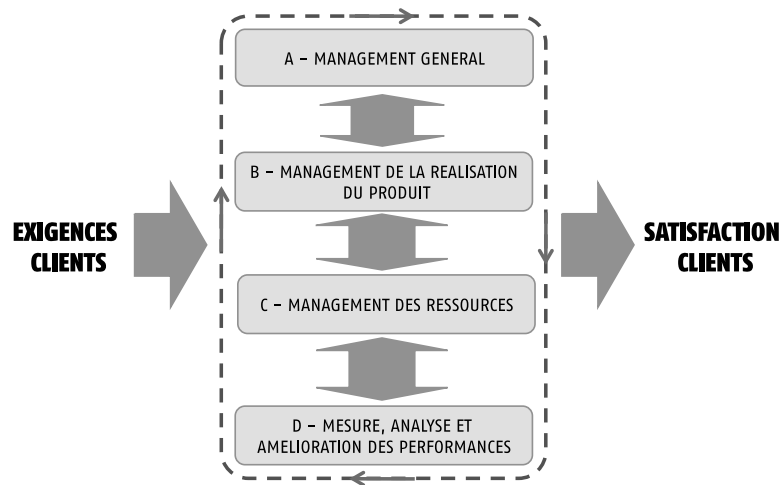 A – MANAGEMENT GENERAL
B – MANAGEMENT DE LA REALISATION
DU PRODUIT
EXIGENCES
CLIENTS
SATISFACTION
CLIENTS
C – MANAGEMENT DES RESSOURCES
D – MESURE, ANALYSE ET
AMELIORATION DES PERFORMANCES